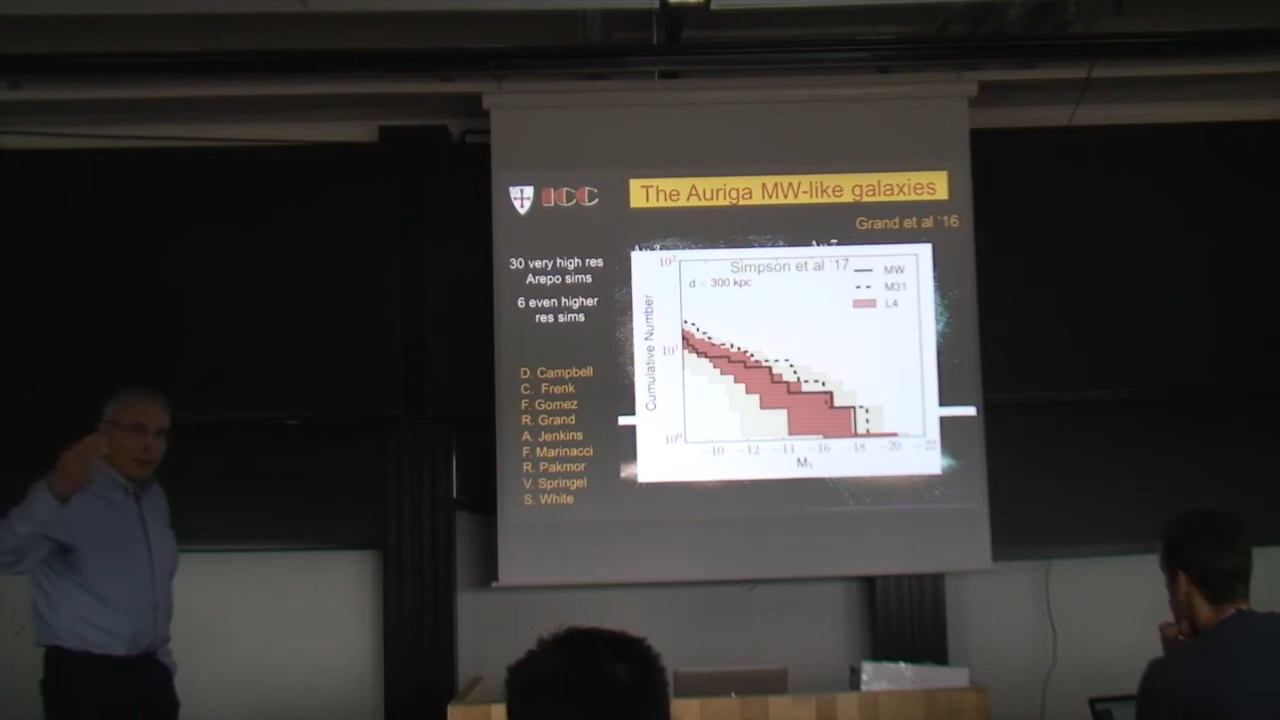 ICC
The Auriga MW-like galaxies
Grand et al '16
30 very high res
Arepo sims
6 even higher
res sims
D. Campbell
C. Frenk
F. Gomez
R. Grand
A. Jenkins
F. Marinacci
R. Pakmor
V. Springel
S. White
Simpson et al '17
d < 300 kpc
MW
M31
L4
Cumulative Number
10²
10¹
10⁰
−10 −12 −14 −16 −18 −20 −22
Mv